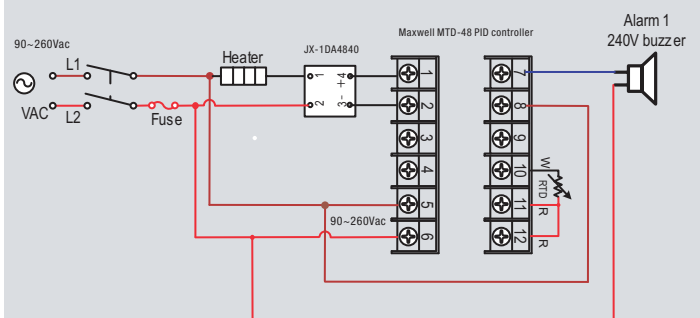 Alarm 1
240V buzzer
Maxwell MTD-48 PID controller
90~260Vac
JX-1DA4840
Heater
L1
VAC
L2
Fuse
1
2
+4
3-
1
2
3
4
5
6
7
8
9
10
11
12
W
RTD
R
R
90~260Vac